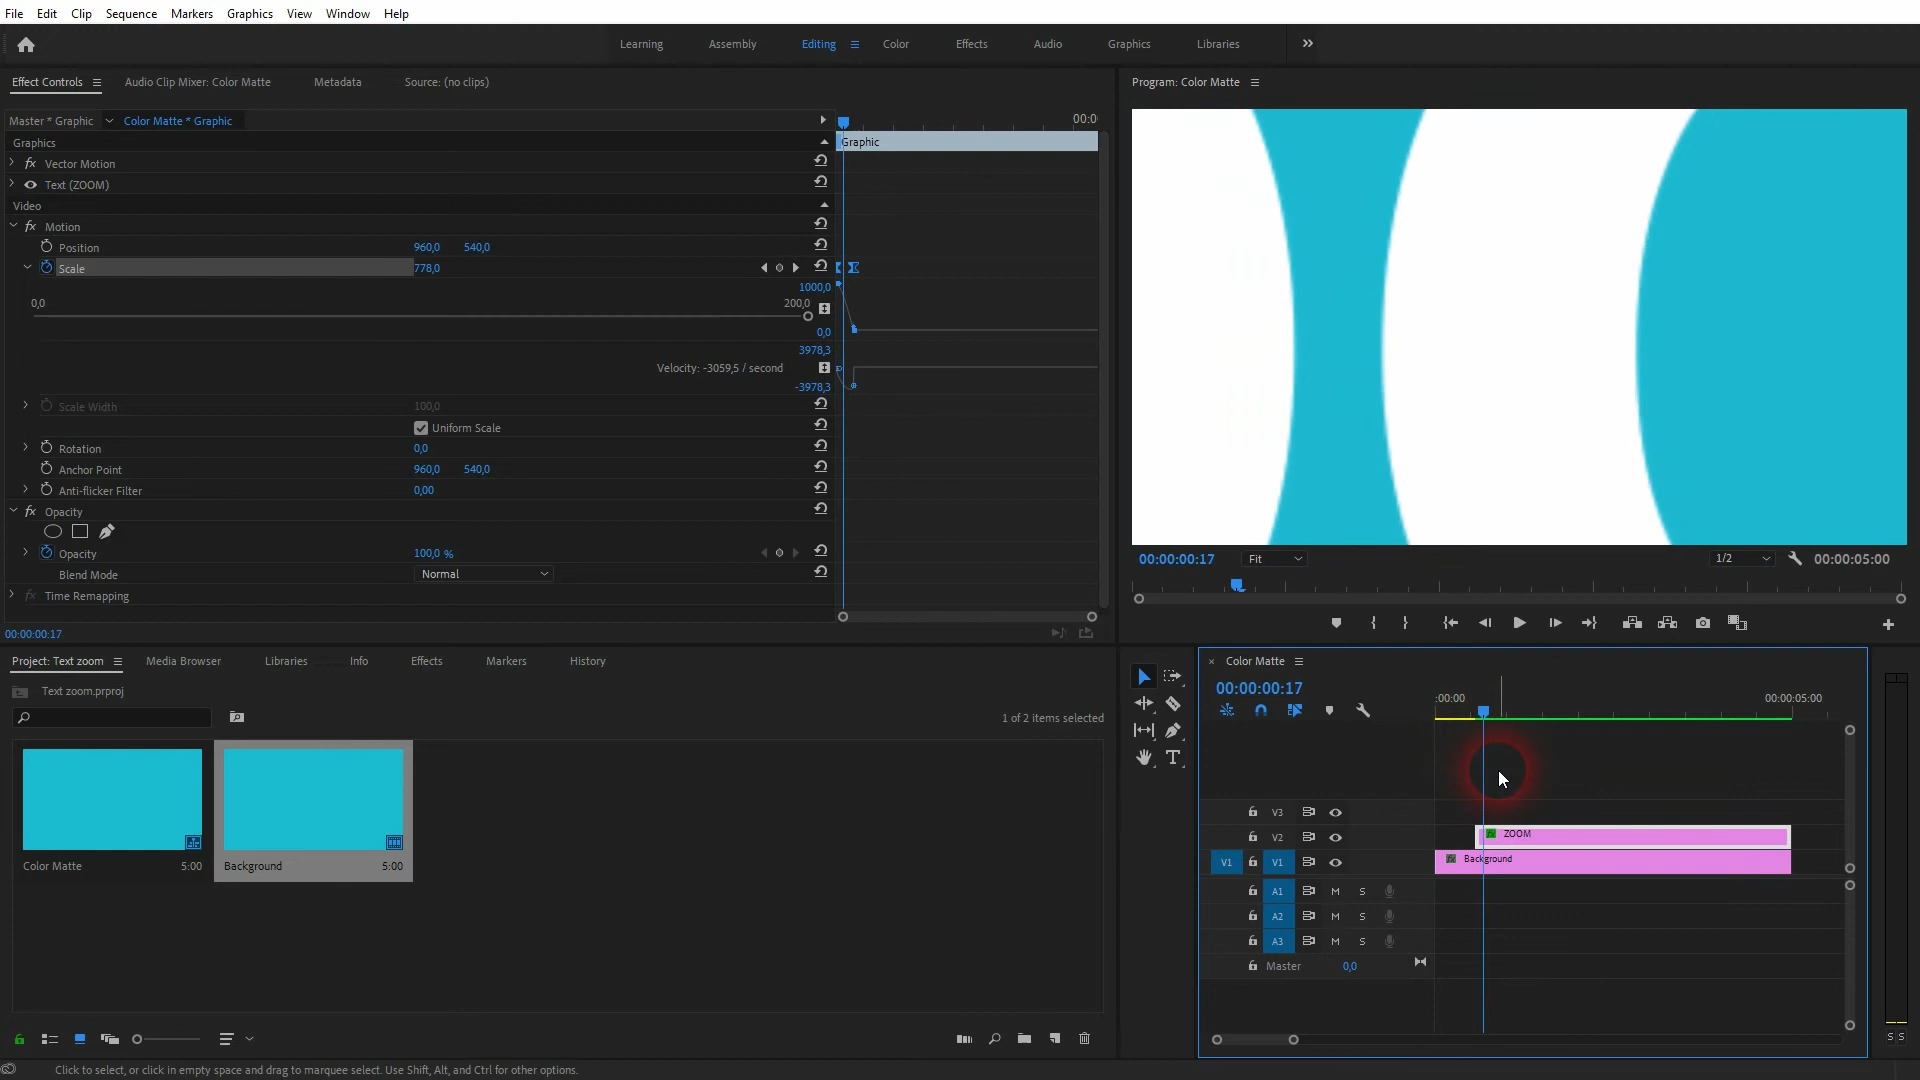 File Edit Clip Sequence Markers Graphics View Window Help
Learning Assembly Editing Color Effects Audio Graphics Libraries
Effect Controls Audio Clip Mixer: Color Matte Metadata Source: (no clips)
Program: Color Matte
Master * Graphic Color Matte * Graphic
00:0
Graphics
Graphic
fx Vector Motion
Text (ZOOM)
Video
fx Motion
Position 960,0 540,0
Scale 778,0
1000,0
0,0 200,0
0,0
3978,3
Velocity: -3059,5 / second
-3978,3
Scale Width 100,0
Uniform Scale
Rotation 0,0
Anchor Point 960,0 540,0
Anti-flicker Filter 0,00
fx Opacity
Opacity 100,0 %
Blend Mode Normal
fx Time Remapping
00:00:00:17
00:00:00:17 Fit 1/2 00:00:05:00
Project: Text zoom Media Browser Libraries Info Effects Markers History
Text zoom.prproj
1 of 2 items selected
Color Matte 5:00
Background 5:00
Color Matte
00:00:00:17
:00:00 00:00:05:00
V3
V2
fx ZOOM
V1 V1
fx Background
A1 M S
A2 M S
A3 M S
Master 0,0
S S
Click to select, or click in empty space and drag to marquee select. Use Shift, Alt, and Ctrl for other options.